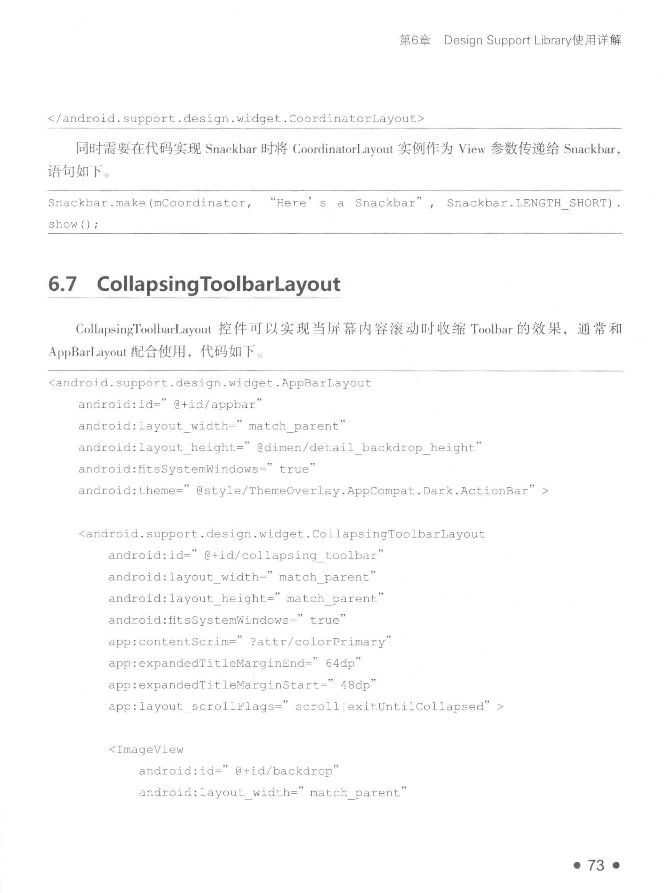 第6章 Design Support Library使用详解
</android.support.design.widget.CoordinatorLayout>
同时需要在代码实现 Snackbar 时将 CoordinatorLayout 实例作为 View 参数传递给 Snackbar，
语句如下。
Snackbar.make(mCoordinator, “Here’ s a Snackbar” , Snackbar.LENGTH_SHORT).
show();
6.7 CollapsingToolbarLayout
CollapsingToolbarLayout 控件可以实现当屏幕内容滚动时收缩 Toolbar 的效果，通常和
AppBarLayout 配合使用，代码如下。
<android.support.design.widget.AppBarLayout
android:id=” @+id/appbar”
android:layout_width=” match_parent”
android:layout_height=” @dimen/detail_backdrop_height”
android:fitsSystemWindows=” true”
android:theme=” @style/ThemeOverlay.AppCompat.Dark.ActionBar” >
<android.support.design.widget.CollapsingToolbarLayout
android:id=” @+id/collapsing_toolbar”
android:layout_width=” match_parent”
android:layout_height=” match_parent”
android:fitsSystemWindows=” true”
app:contentScrim=” ?attr/colorPrimary”
app:expandedTitleMarginEnd=” 64dp”
app:expandedTitleMarginStart=” 48dp”
app:layout_scrollFlags=” scroll|exitUntilCollapsed” >
<ImageView
android:id=” @+id/backdrop”
android:layout_width=” match_parent”
● 73 ●